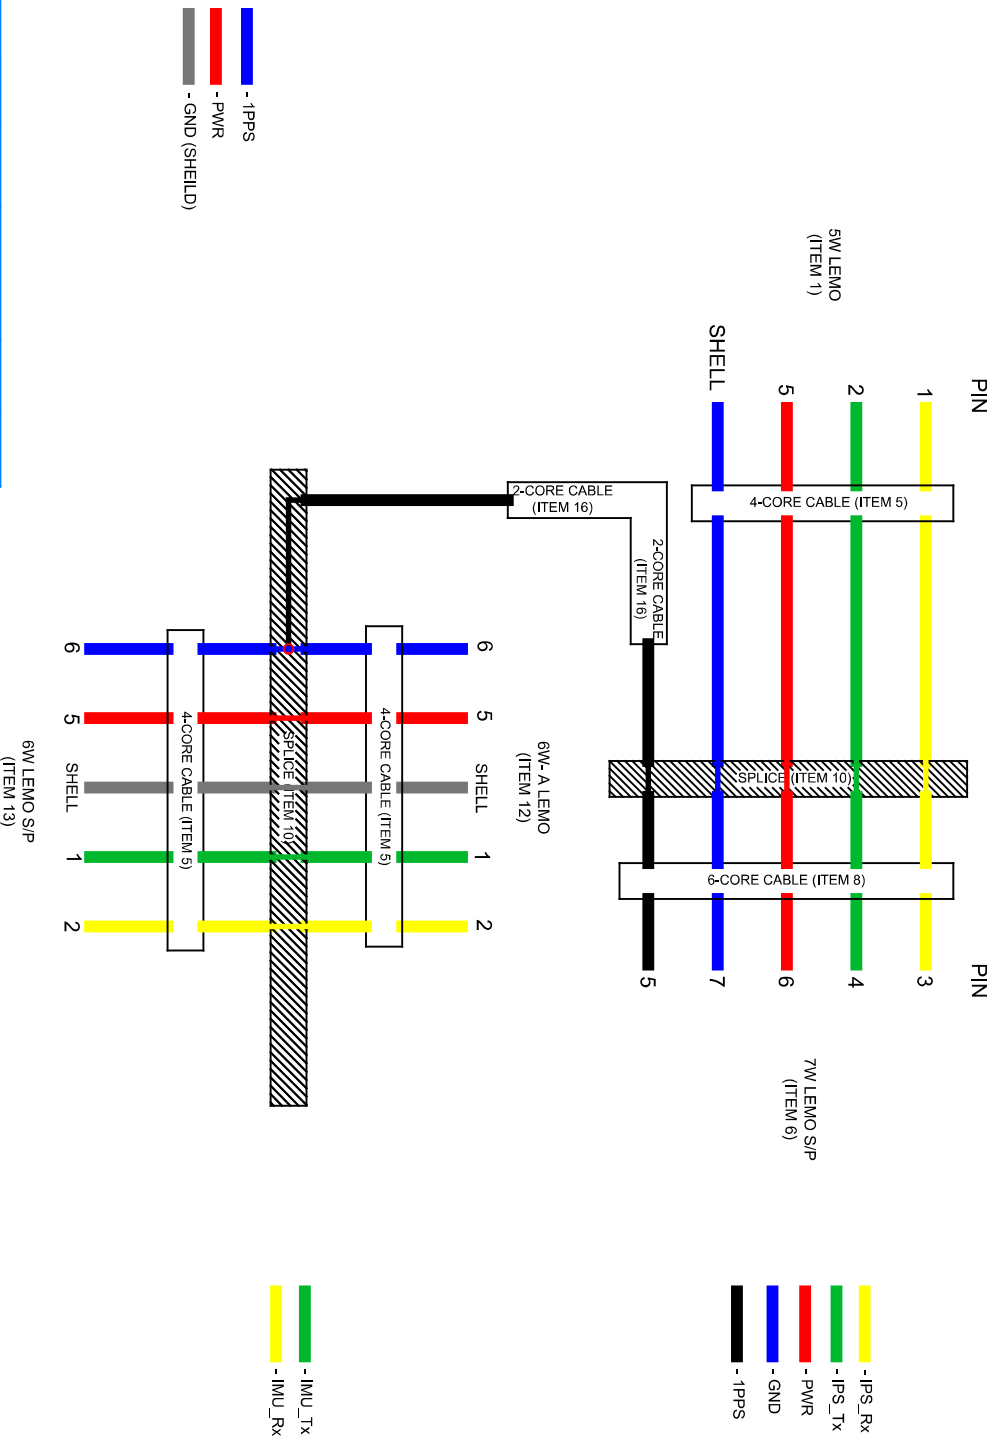 PIN
PIN
5W LEMO
(ITEM 1)
1
2
5
SHELL
4-CORE CABLE (ITEM 5)
SPLICE (ITEM 10)
6-CORE CABLE (ITEM 8)
3
4
6
7
5
7W LEMO S/P
(ITEM 6)
- IPS_Rx
- IPS_Tx
- PWR
- GND
- 1PPS
2-CORE CABLE
(ITEM 16)
2-CORE CABLE
(ITEM 16)
6W- A LEMO
(ITEM 12)
6
5
SHELL
1
2
4-CORE CABLE (ITEM 5)
SPLICE (ITEM 10)
4-CORE CABLE (ITEM 5)
6
5
SHELL
1
2
6W LEMO S/P
(ITEM 13)
- 1PPS
- PWR
- GND (SHEILD)
- IMU_Tx
- IMU_Rx